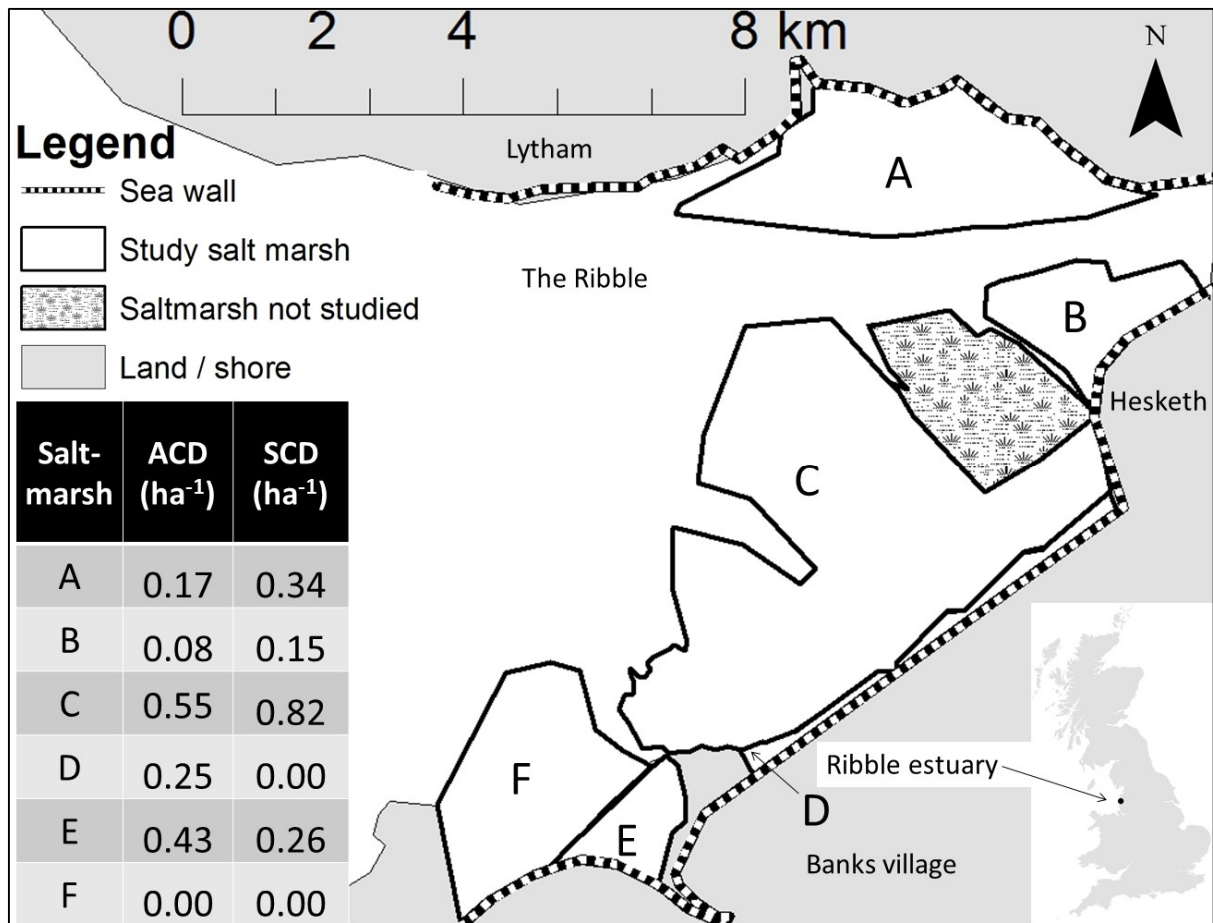 0 2 4 8 km
N
Legend
Sea wall
Study salt marsh
Saltmarsh not studied
Land / shore
Lytham
The Ribble
A
B
Hesketh
C
D
E
F
Banks village
Ribble estuary
Salt- ACD SCD
marsh (ha⁻¹) (ha⁻¹)
A 0.17 0.34
B 0.08 0.15
C 0.55 0.82
D 0.25 0.00
E 0.43 0.26
F 0.00 0.00